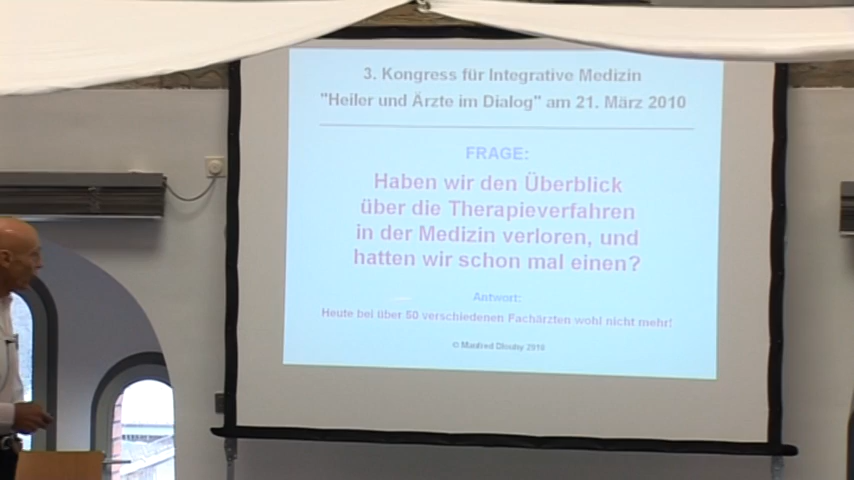 3. Kongress für Integrative Medizin
"Heiler und Ärzte im Dialog" am 21. März 2010
FRAGE:
Haben wir den Überblick
über die Therapieverfahren
in der Medizin verloren, und
hatten wir schon mal einen?
Antwort:
Heute bei über 50 verschiedenen Fachärzten wohl nicht mehr!
© Manfred Dlouhy 2010